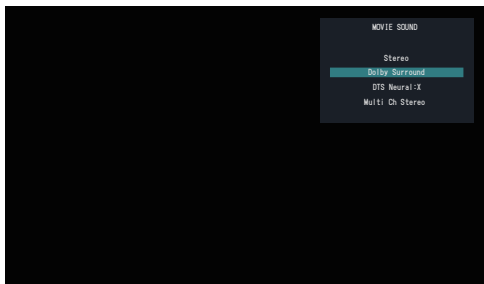 MOVIE SOUND
Stereo
Dolby Surround
DTS Neural:X
Multi Ch Stereo